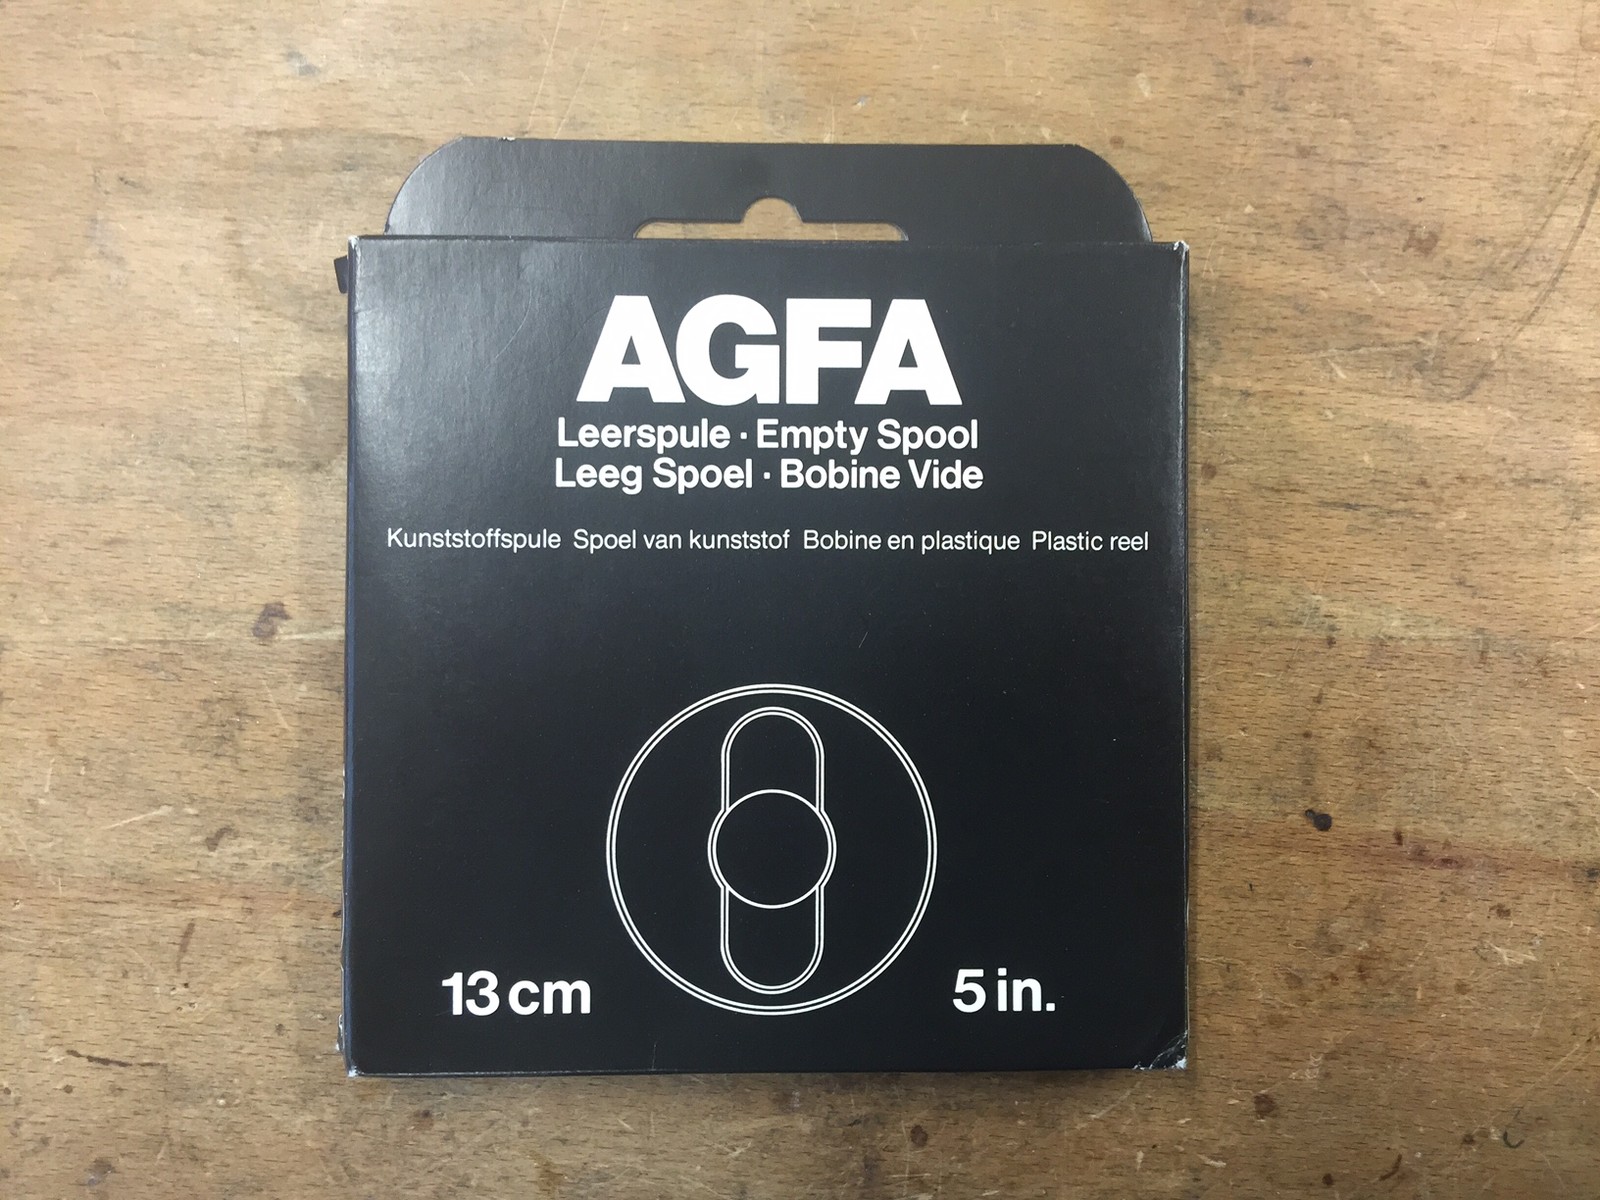 AGFA
Leerspule · Empty Spool
Leeg Spoel · Bobine Vide
Kunststoffspule Spoel van kunststof Bobine en plastique Plastic reel
13 cm 5 in.